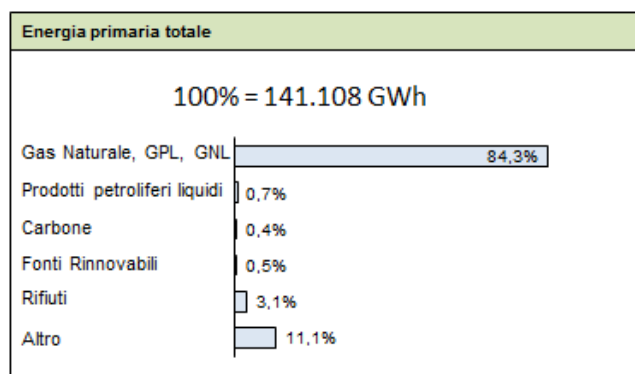 Energia primaria totale
100% = 141.108 GWh
Gas Naturale, GPL, GNL 84,3%
Prodotti petroliferi liquidi 0,7%
Carbone 0,4%
Fonti Rinnovabili 0,5%
Rifiuti 3,1%
Altro 11,1%